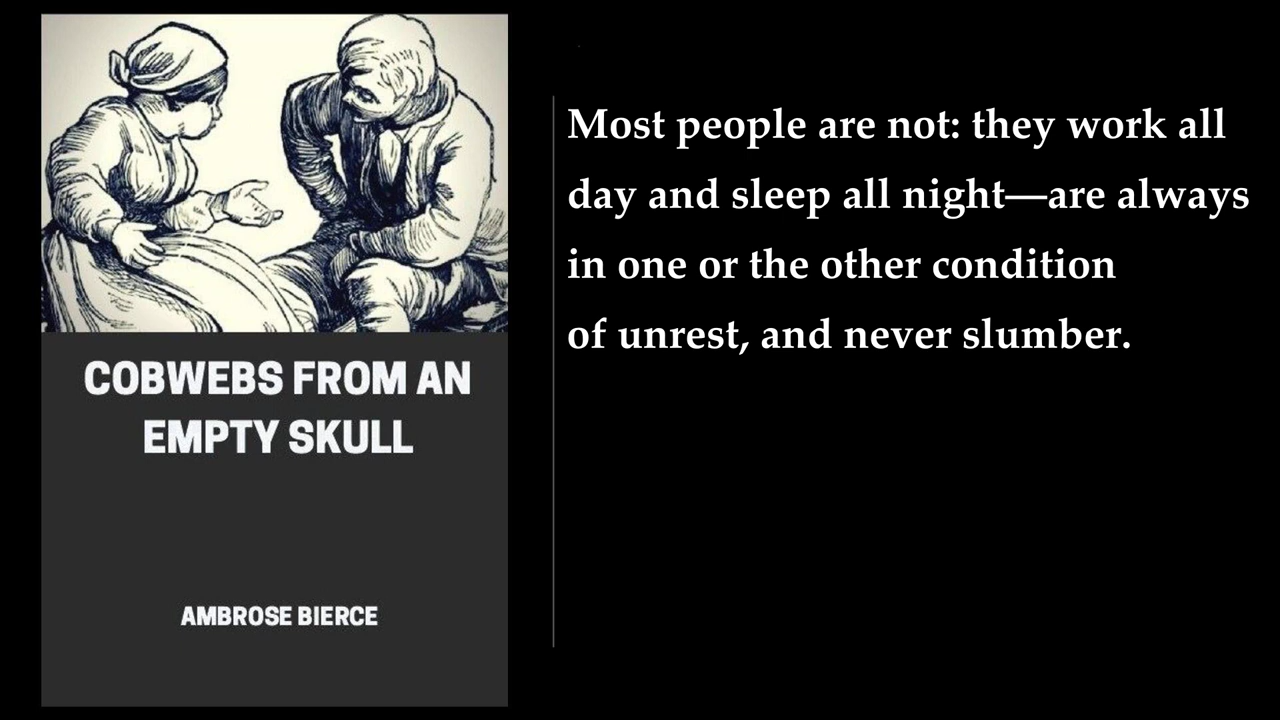 COBWEBS FROM AN
EMPTY SKULL
AMBROSE BIERCE
Most people are not: they work all
day and sleep all night—are always
in one or the other condition
of unrest, and never slumber.